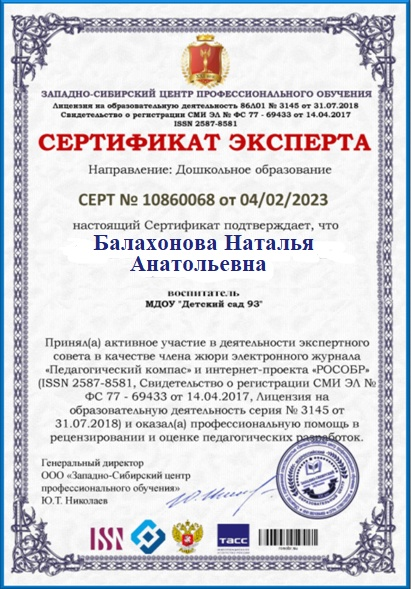 ЗАПАДНО-СИБИРСКИЙ ЦЕНТР ПРОФЕССИОНАЛЬНОГО ОБУЧЕНИЯ
Лицензия на образовательную деятельность 86Л01 № 3145 от 31.07.2018
Свидетельство о регистрации СМИ ЭЛ № ФС 77 - 69433 от 14.04.2017
ISSN 2587-8581
СЕРТИФИКАТ ЭКСПЕРТА
Направление: Дошкольное образование
СЕРТ № 10860068 от 04/02/2023
настоящий Сертификат подтверждает, что
Балахонова Наталья
Анатольевна
воспитатель
МДОУ "Детский сад 93"
Принял(а) активное участие в деятельности экспертного
совета в качестве члена жюри электронного журнала
«Педагогический компас» и интернет-проекта «РОСОБР»
(ISSN 2587-8581, Свидетельство о регистрации СМИ ЭЛ №
ФС 77 - 69433 от 14.04.2017, Лицензия на
образовательную деятельность серия № 3145 от
31.07.2018) и оказал(а) профессиональную помощь в
рецензировании и оценке педагогических разработок.
Генеральный директор
ООО «Западно-Сибирский центр
профессионального обучения»
Ю.Т. Николаев
ISSN
ТАСС